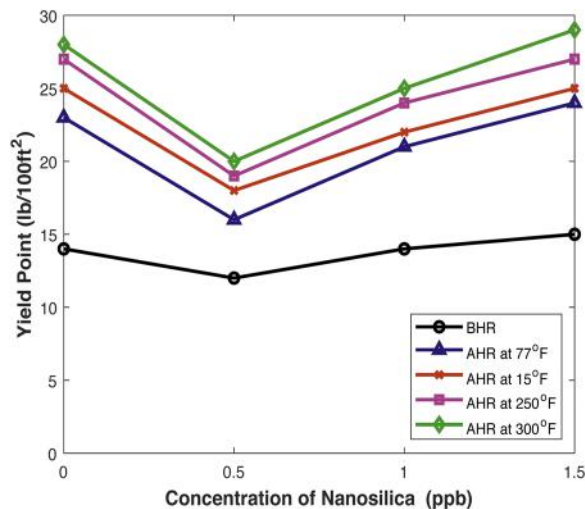 30
25
20
15
10
5
0
Yield Point (lb/100ft²)
BHR
AHR at 77°F
AHR at 15°F
AHR at 250°F
AHR at 300°F
0 0.5 1 1.5
Concentration of Nanosilica (ppb)